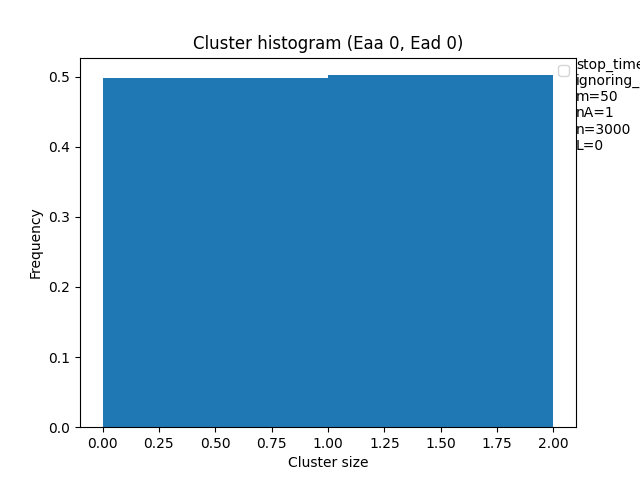 Cluster histogram (Eaa 0, Ead 0)
stop_time
ignoring_
m=50
nA=1
n=3000
L=0
Frequency
0.5
0.4
0.3
0.2
0.1
0.0
0.00 0.25 0.50 0.75 1.00 1.25 1.50 1.75 2.00
Cluster size